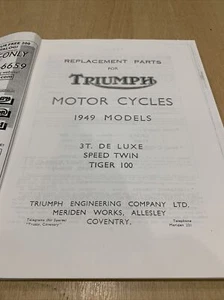 REPLACEMENT PARTS
FOR
TRIUMPH
MOTOR CYCLES
1949 MODELS
3T. DE LUXE
SPEED TWIN
TIGER 100
TRIUMPH ENGINEERING COMPANY LTD.
MERIDEN WORKS, ALLESLEY
COVENTRY.
Telephone
6659